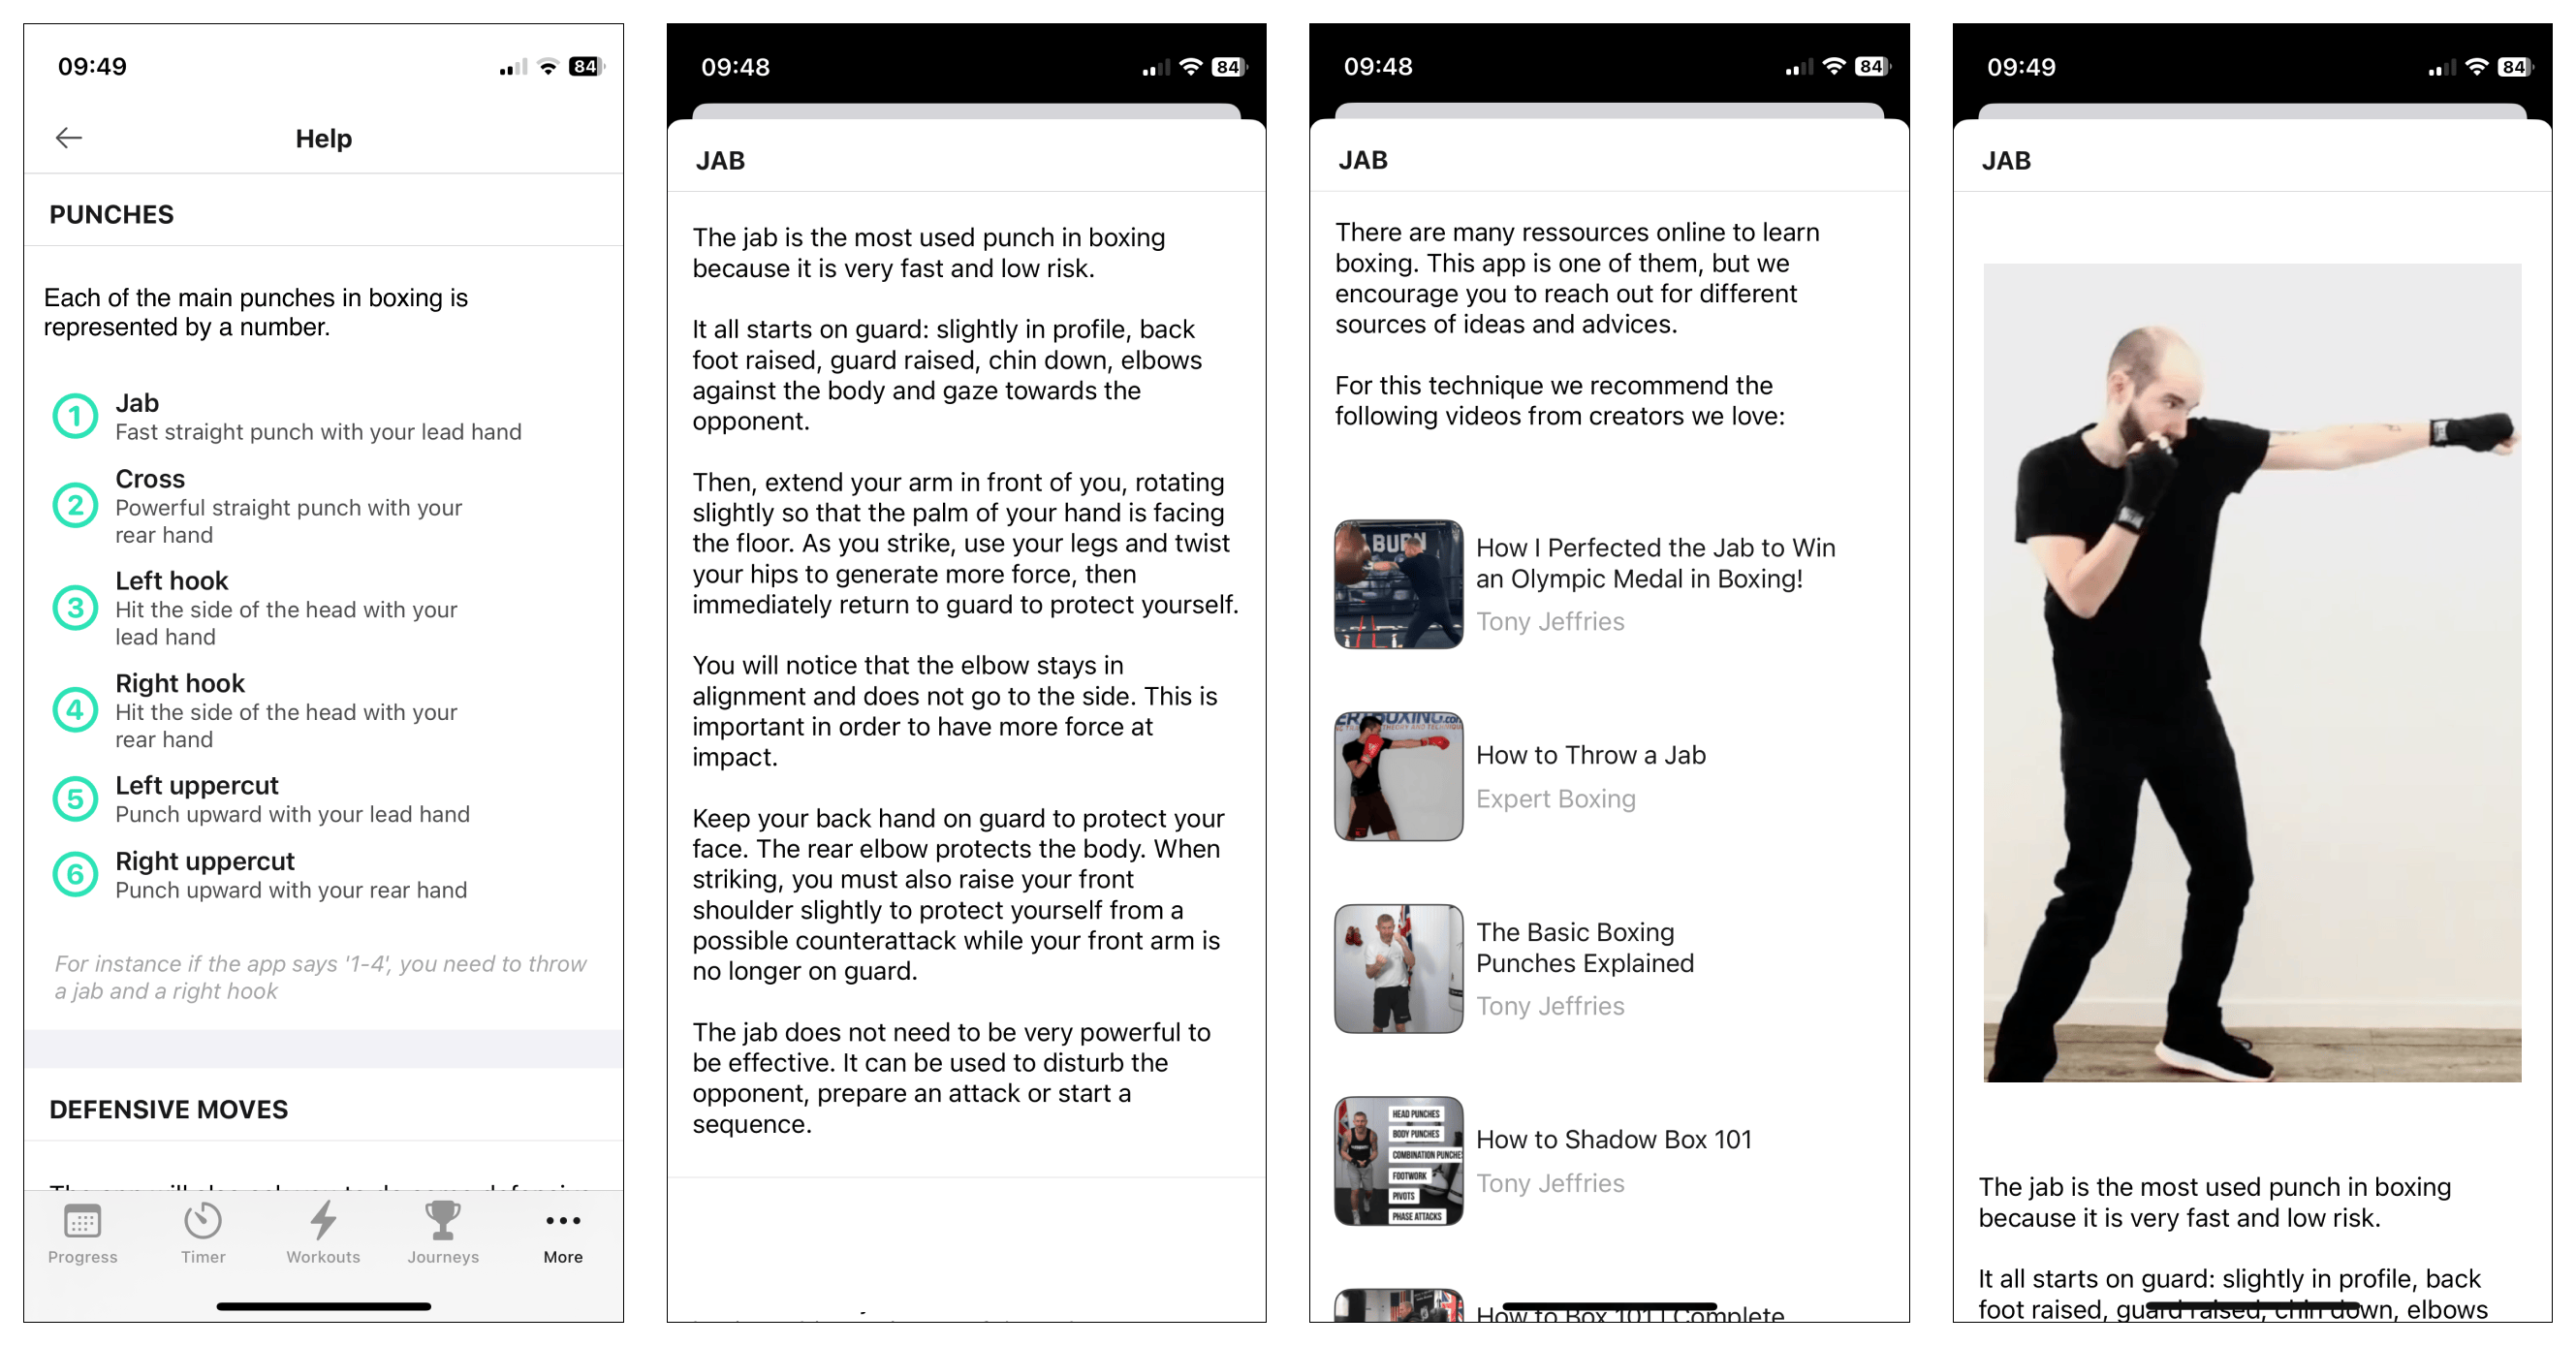 09:49
84
Help
PUNCHES
Each of the main punches in boxing is
represented by a number.
1
Jab
Fast straight punch with your lead hand
2
Cross
Powerful straight punch with your
rear hand
3
Left hook
Hit the side of the head with your
lead hand
4
Right hook
Hit the side of the head with your
rear hand
5
Left uppercut
Punch upward with your lead hand
6
Right uppercut
Punch upward with your rear hand
For instance if the app says '1-4', you need to throw
a jab and a right hook
DEFENSIVE MOVES
Progress
Timer
Workouts
Journeys
More
09:48
84
JAB
The jab is the most used punch in boxing
because it is very fast and low risk.
It all starts on guard: slightly in profile, back
foot raised, guard raised, chin down, elbows
against the body and gaze towards the
opponent.
Then, extend your arm in front of you, rotating
slightly so that the palm of your hand is facing
the floor. As you strike, use your legs and twist
your hips to generate more force, then
immediately return to guard to protect yourself.
You will notice that the elbow stays in
alignment and does not go to the side. This is
important in order to have more force at
impact.
Keep your back hand on guard to protect your
face. The rear elbow protects the body. When
striking, you must also raise your front
shoulder slightly to protect yourself from a
possible counterattack while your front arm is
no longer on guard.
The jab does not need to be very powerful to
be effective. It can be used to disturb the
opponent, prepare an attack or start a
sequence.
09:48
84
JAB
There are many ressources online to learn
boxing. This app is one of them, but we
encourage you to reach out for different
sources of ideas and advices.
For this technique we recommend the
following videos from creators we love:
BURN
How I Perfected the Jab to Win
an Olympic Medal in Boxing!
Tony Jeffries
How to Throw a Jab
Expert Boxing
The Basic Boxing
Punches Explained
Tony Jeffries
HEAD PUNCHES
BODY PUNCHES
COMBINATION PUNCHE
FOOTWORK
PIVOTS
PHASE ATTACKS
How to Shadow Box 101
Tony Jeffries
How to Box 101 | Complete
09:49
84
JAB
The jab is the most used punch in boxing
because it is very fast and low risk.
It all starts on guard: slightly in profile, back
foot raised, guard raised, chin down, elbows